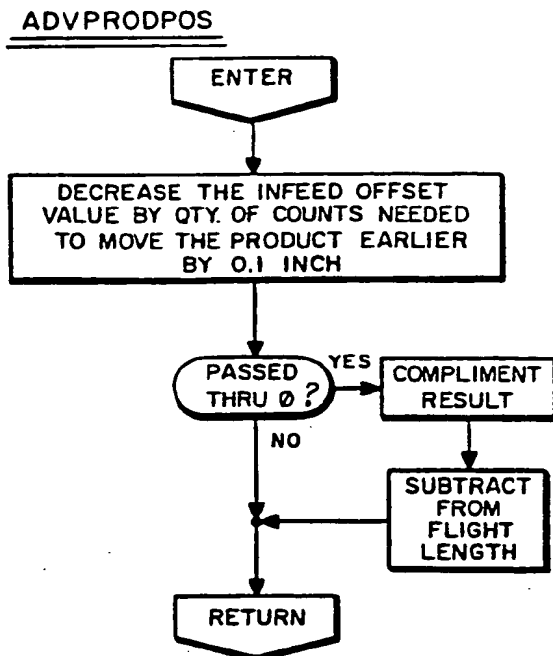 ADVPRODPOS
ENTER
DECREASE THE INFEED OFFSET
VALUE BY QTY. OF COUNTS NEEDED
TO MOVE THE PRODUCT EARLIER
BY 0.1 INCH
PASSED
THRU Ø ?
YES
COMPLIMENT
RESULT
NO
SUBTRACT
FROM
FLIGHT
LENGTH
RETURN